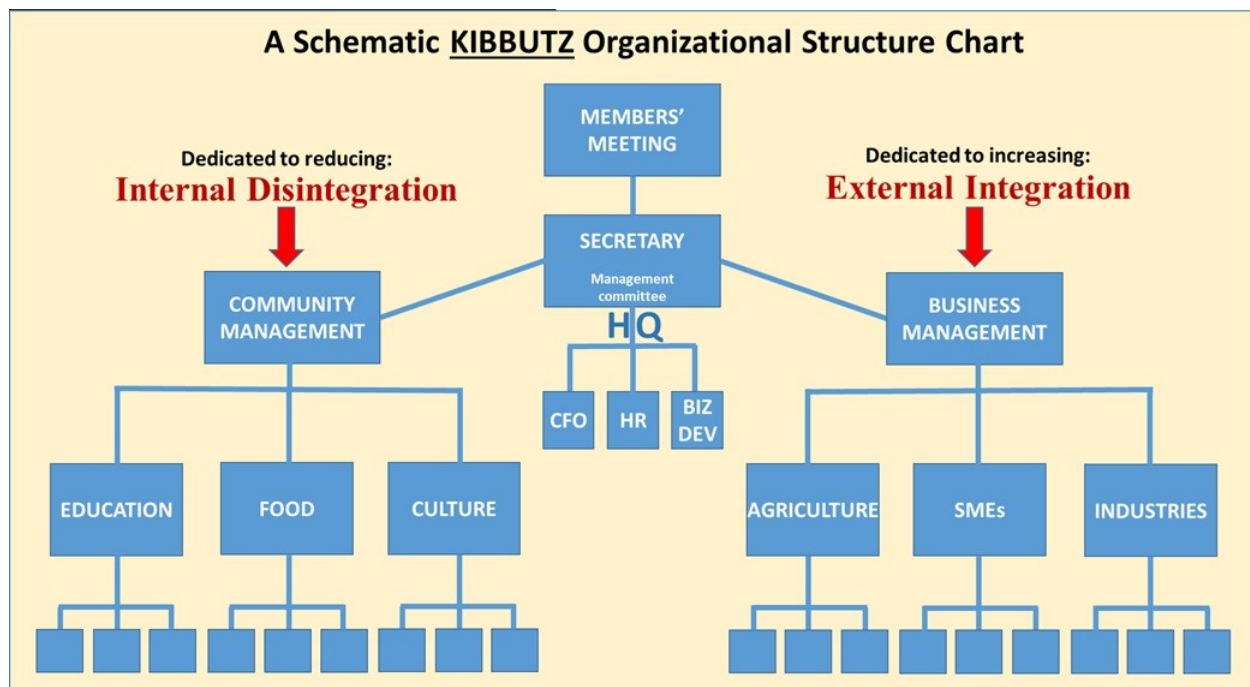 A Schematic KIBBUTZ Organizational Structure Chart
MEMBERS’
MEETING
Dedicated to reducing:
Internal Disintegration
Dedicated to increasing:
External Integration
SECRETARY
Management
committee
HQ
COMMUNITY
MANAGEMENT
BUSINESS
MANAGEMENT
CFO
HR
BIZ
DEV
EDUCATION
FOOD
CULTURE
AGRICULTURE
SMEs
INDUSTRIES